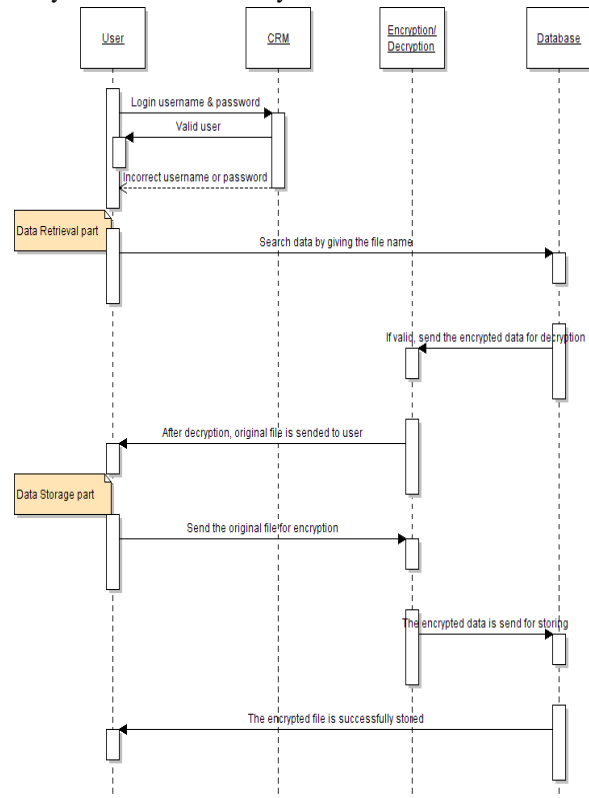 User
CRM
Encryption/
Decryption
Database
Login username & password
Valid user
Incorrect username or password
Data Retrieval part
Search data by giving the file name
If valid, send the encrypted data for decryption
After decryption, original file is sended to user
Data Storage part
Send the original file for encryption
The encrypted data is send for storing
The encrypted file is successfully stored